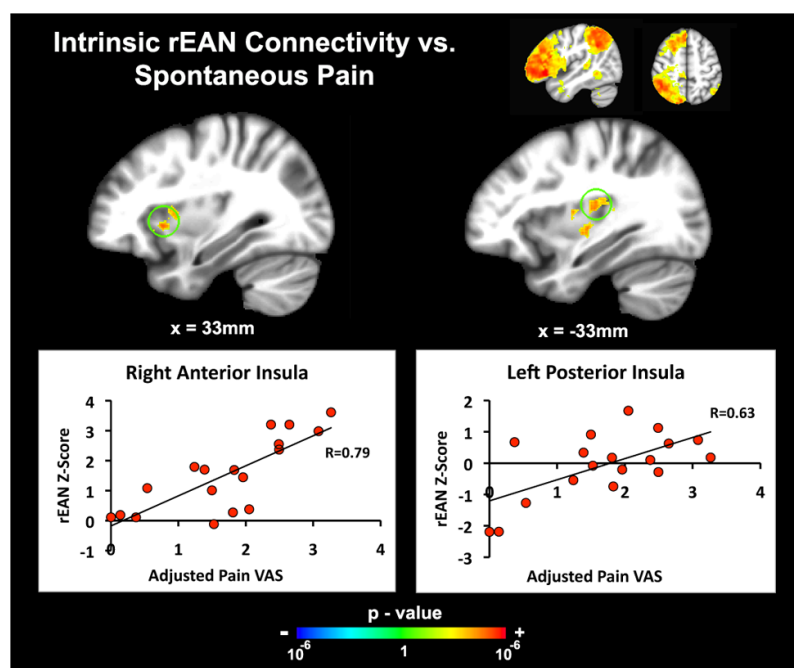 Intrinsic rEAN Connectivity vs.
Spontaneous Pain
x = 33mm
x = -33mm
Right Anterior Insula
rEAN Z-Score
4
3
2
1
0
-1
0 1 2 3 4
R=0.79
Adjusted Pain VAS
Left Posterior Insula
rEAN Z-Score
2
1
0
-1
-2
-3
0 1 2 3 4
R=0.63
Adjusted Pain VAS
p - value
- +
10⁻⁶ 1 10⁻⁶